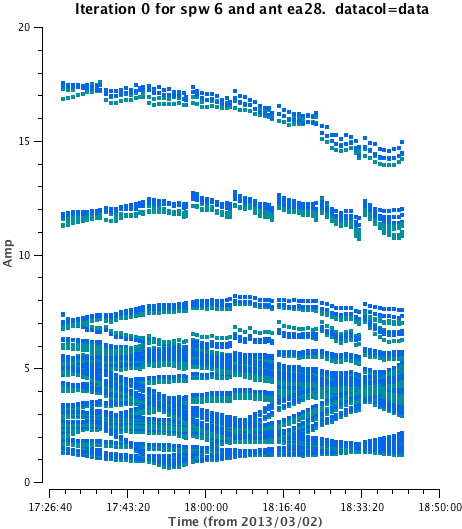 Iteration 0 for spw 6 and ant ea28. datacol=data
20
15
10
5
0
Amp
17:26:40 17:43:20 18:00:00 18:16:40 18:33:20 18:50:00
Time (from 2013/03/02)